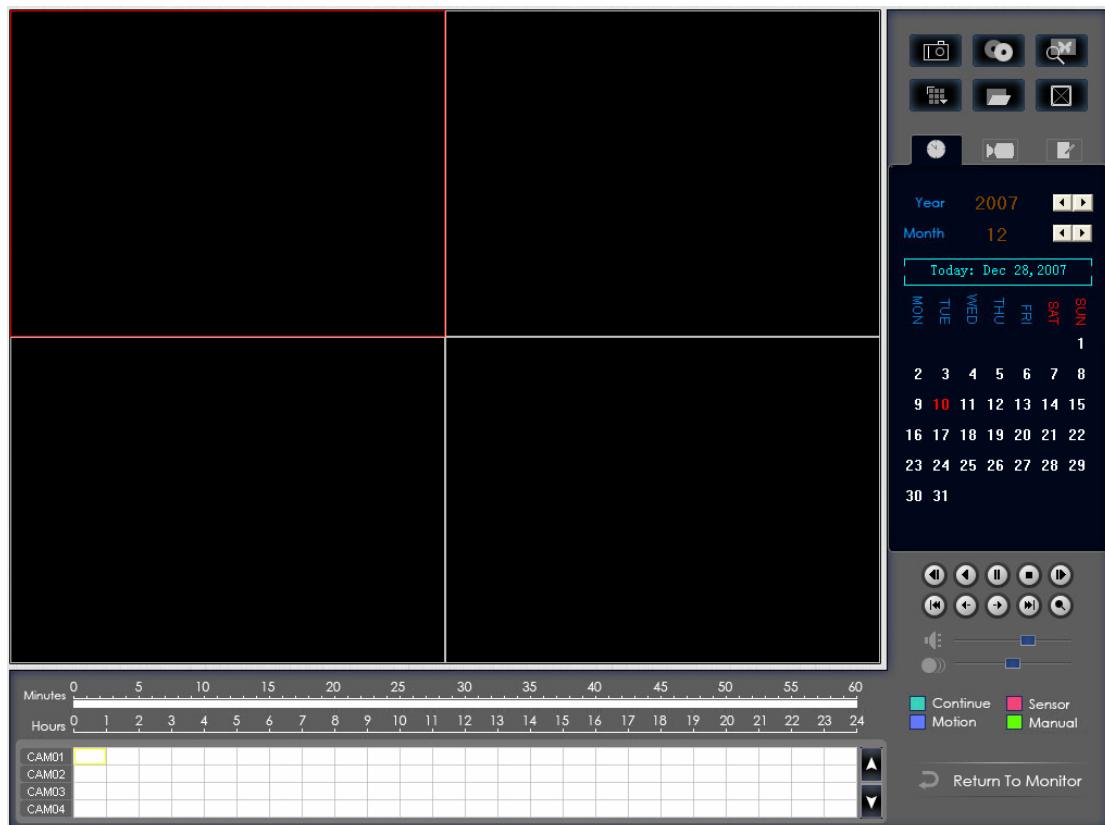 Year 2007
Month 12
Today: Dec 28,2007
MON TUE WED THU FRI SAT SUN
1
2 3 4 5 6 7 8
9 10 11 12 13 14 15
16 17 18 19 20 21 22
23 24 25 26 27 28 29
30 31
Minutes 0 5 10 15 20 25 30 35 40 45 50 55 60
Hours 0 1 2 3 4 5 6 7 8 9 10 11 12 13 14 15 16 17 18 19 20 21 22 23 24
CAM01
CAM02
CAM03
CAM04
Continue Sensor
Motion Manual
Return To Monitor